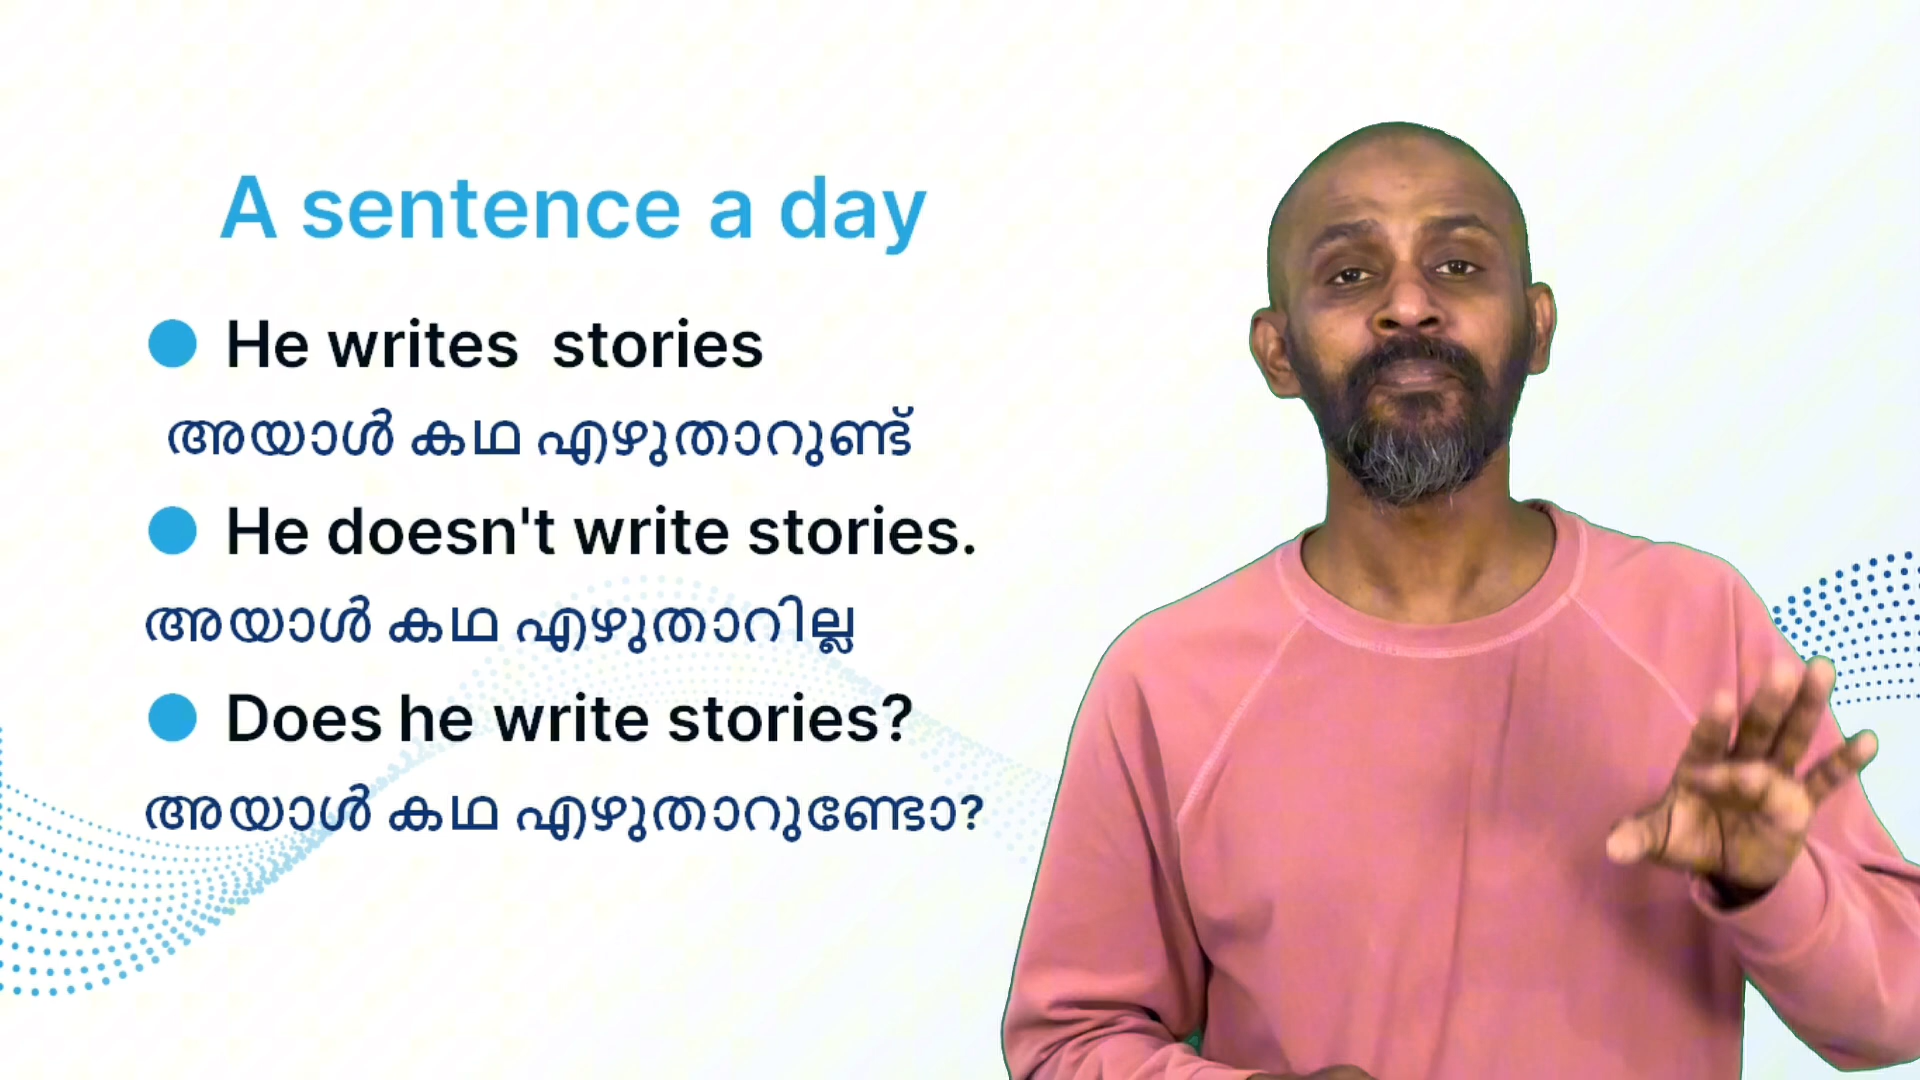 A sentence a day
He writes stories
അയാൾ കഥ എഴുതാറുണ്ട്
He doesn't write stories.
അയാൾ കഥ എഴുതാറില്ല
Does he write stories?
അയാൾ കഥ എഴുതാറുണ്ടോ?